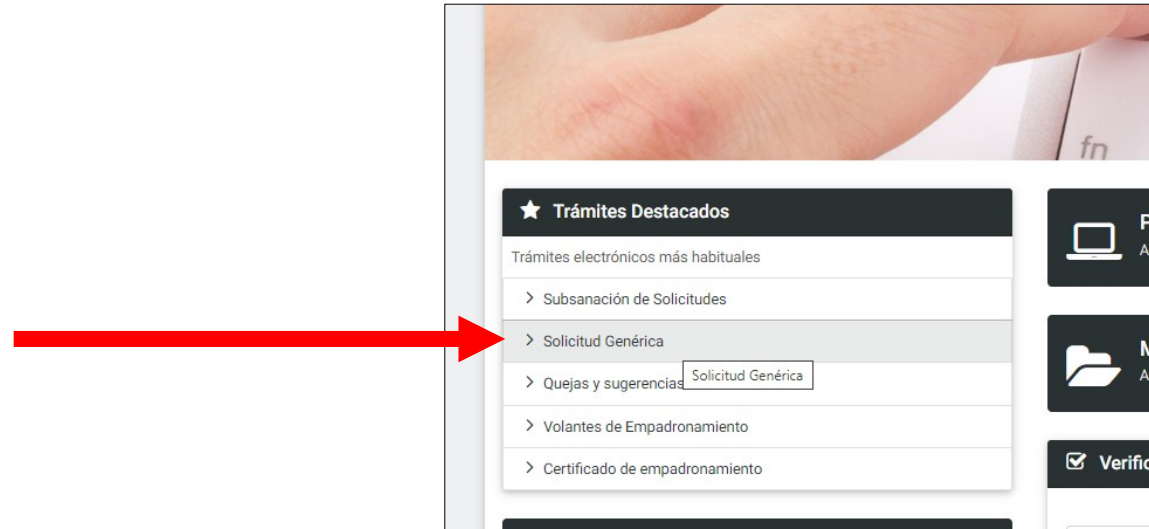 fn
Trámites Destacados
Trámites electrónicos más habituales
Subsanación de Solicitudes
Solicitud Genérica
Solicitud Genérica
Quejas y sugerencias
Volantes de Empadronamiento
Certificado de empadronamiento